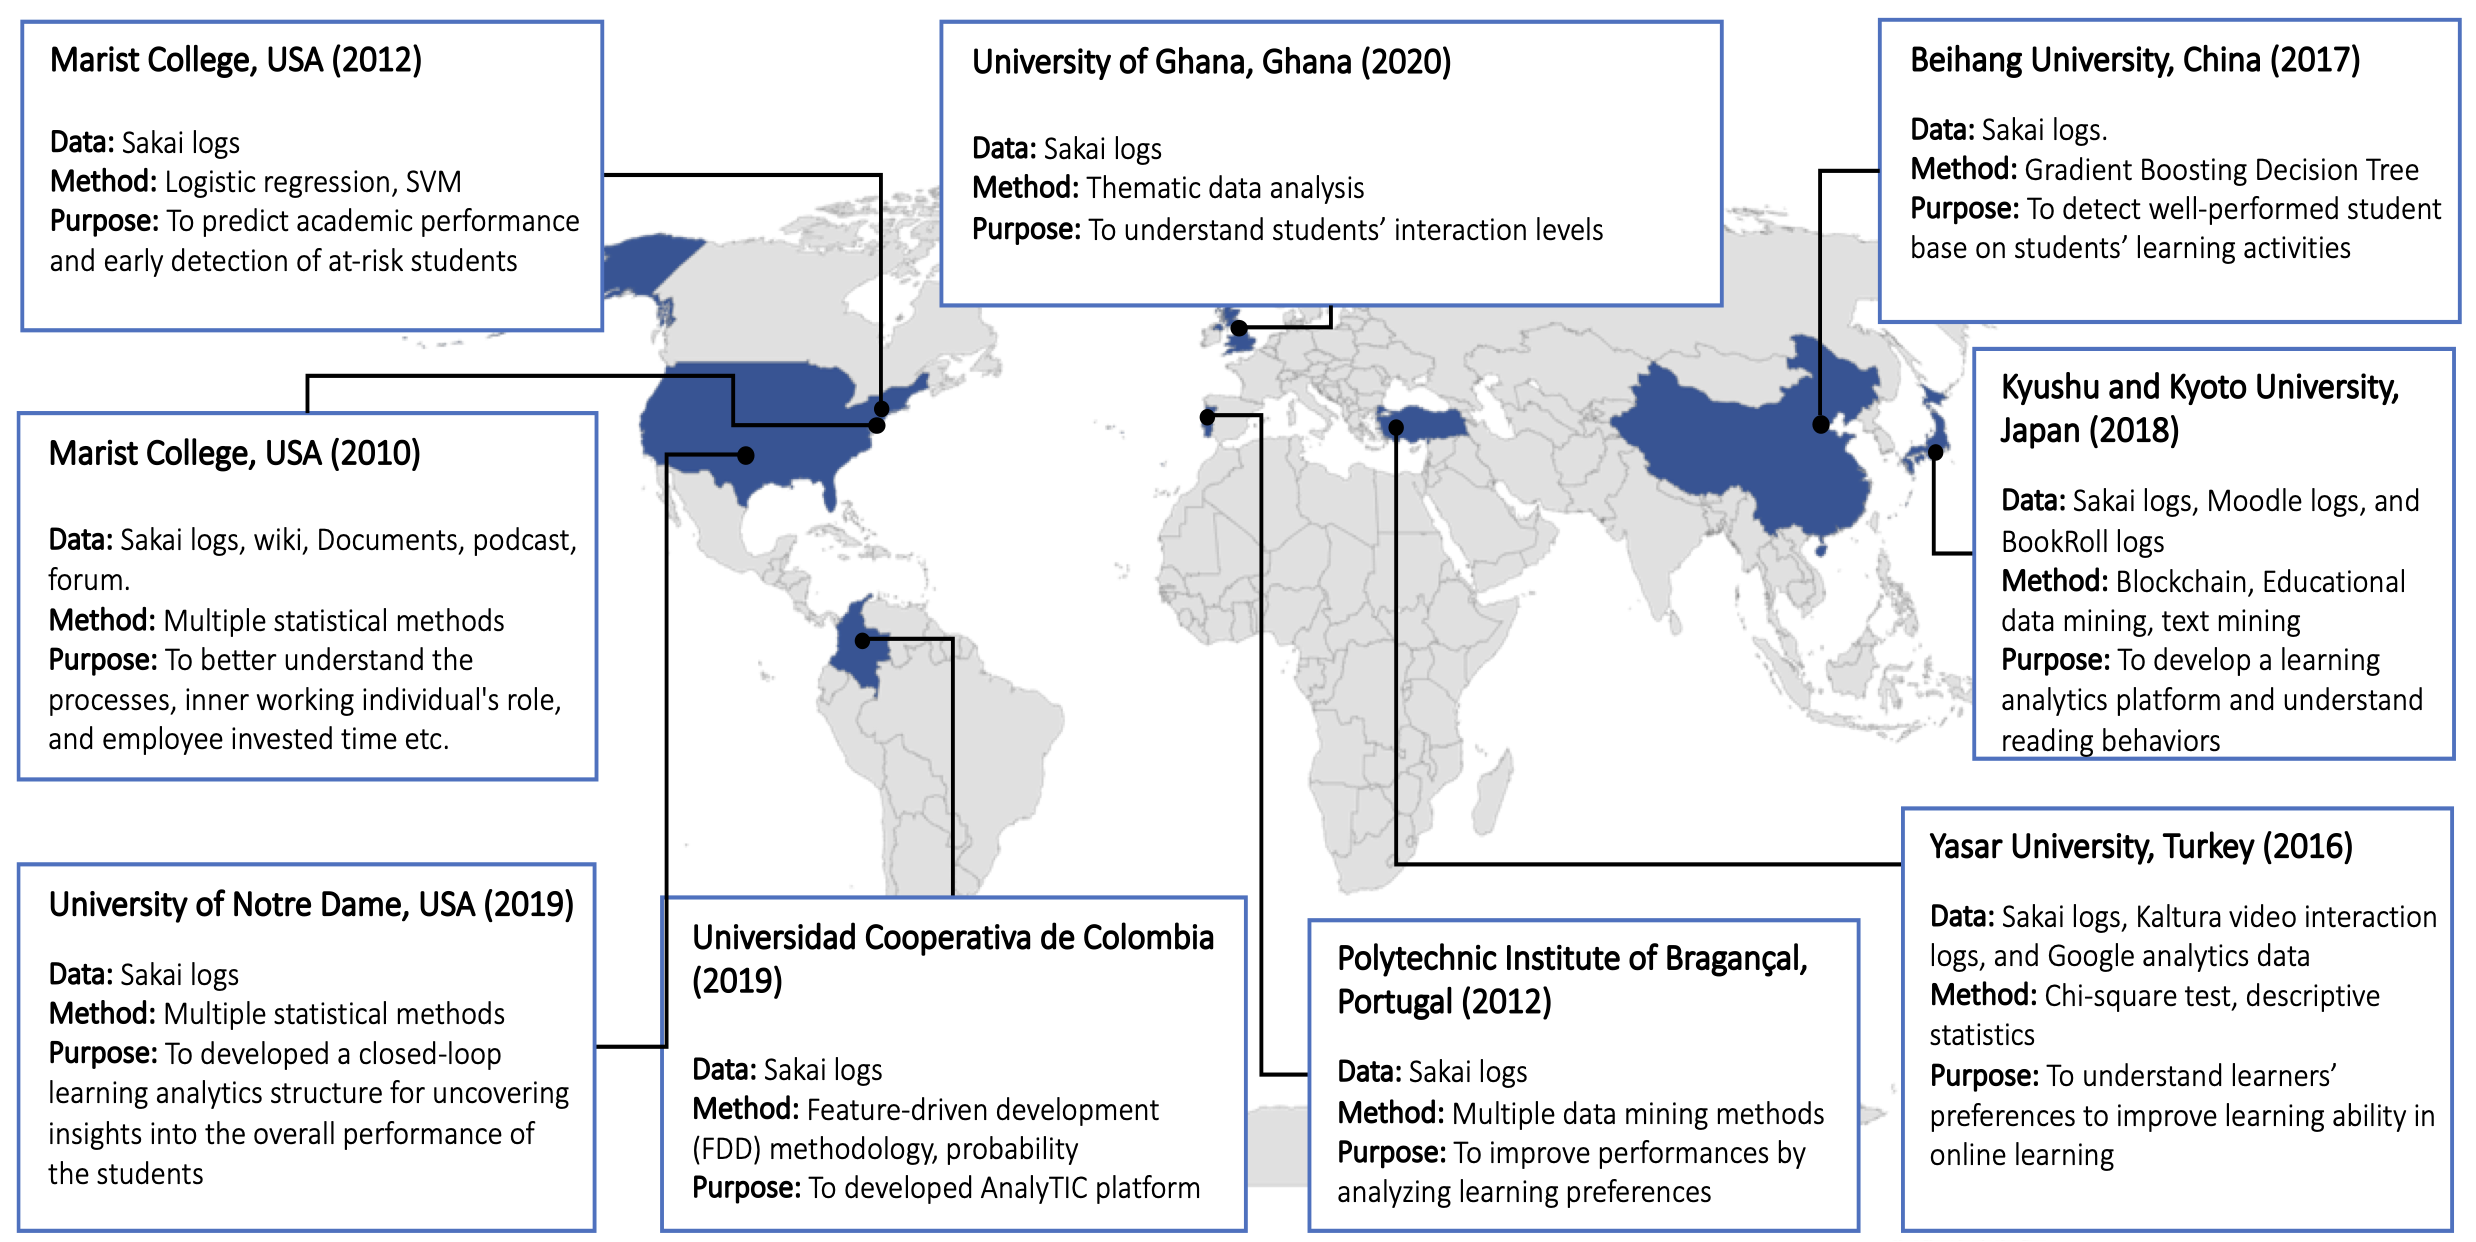 Marist College, USA (2012)
Data: Sakai logs
Method: Logistic regression, SVM
Purpose: To predict academic performance
and early detection of at-risk students
University of Ghana, Ghana (2020)
Data: Sakai logs
Method: Thematic data analysis
Purpose: To understand students’ interaction levels
Beihang University, China (2017)
Data: Sakai logs.
Method: Gradient Boosting Decision Tree
Purpose: To detect well-performed student
base on students’ learning activities
Marist College, USA (2010)
Data: Sakai logs, wiki, Documents, podcast,
forum.
Method: Multiple statistical methods
Purpose: To better understand the
processes, inner working individual's role,
and employee invested time etc.
Kyushu and Kyoto University,
Japan (2018)
Data: Sakai logs, Moodle logs, and
BookRoll logs
Method: Blockchain, Educational
data mining, text mining
Purpose: To develop a learning
analytics platform and understand
reading behaviors
University of Notre Dame, USA (2019)
Data: Sakai logs
Method: Multiple statistical methods
Purpose: To developed a closed-loop
learning analytics structure for uncovering
insights into the overall performance of
the students
Universidad Cooperativa de Colombia
(2019)
Data: Sakai logs
Method: Feature-driven development
(FDD) methodology, probability
Purpose: To developed AnalyTIC platform
Polytechnic Institute of Bragançal,
Portugal (2012)
Data: Sakai logs
Method: Multiple data mining methods
Purpose: To improve performances by
analyzing learning preferences
Yasar University, Turkey (2016)
Data: Sakai logs, Kaltura video interaction
logs, and Google analytics data
Method: Chi-square test, descriptive
statistics
Purpose: To understand learners’
preferences to improve learning ability in
online learning